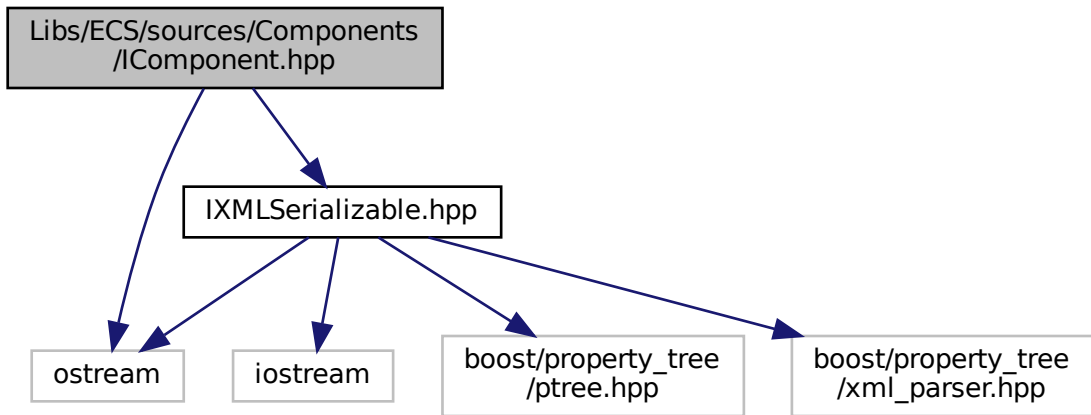 Libs/ECS/sources/Components
/IComponent.hpp
IXMLSerializable.hpp
ostream
iostream
boost/property_tree
/ptree.hpp
boost/property_tree
/xml_parser.hpp